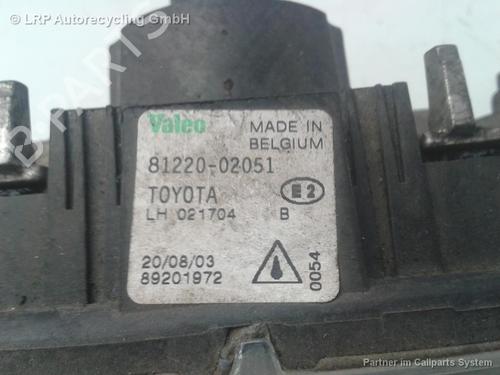 © LRP Autorecycling GmbH
Valeo
MADE IN
BELGIUM
81220-02051
TOYOTA
E2
LH 021704 B
20/08/03
89201972
0054
B-PARTS
Partner im Callparts System